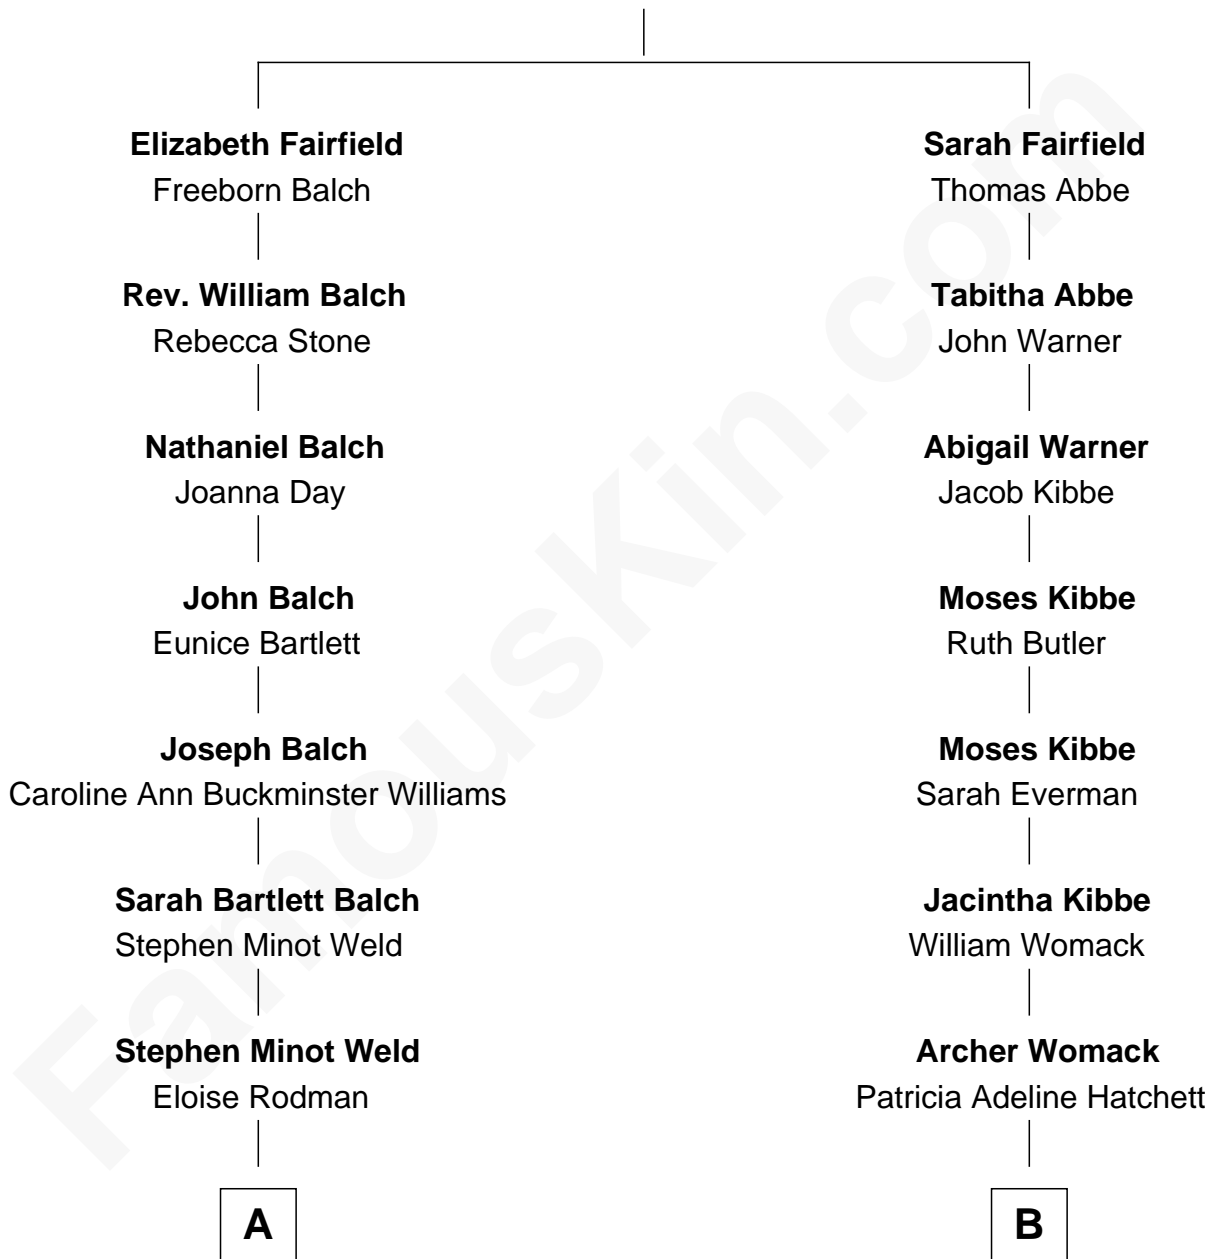 Elizabeth Fairfield
Freeborn Balch
Rev. William Balch
Rebecca Stone
Nathaniel Balch
Joanna Day
John Balch
Eunice Bartlett
Joseph Balch
Caroline Ann Buckminster Williams
Sarah Bartlett Balch
Stephen Minot Weld
Stephen Minot Weld
Eloise Rodman
A
Sarah Fairfield
Thomas Abbe
Tabitha Abbe
John Warner
Abigail Warner
Jacob Kibbe
Moses Kibbe
Ruth Butler
Moses Kibbe
Sarah Everman
Jacintha Kibbe
William Womack
Archer Womack
Patricia Adeline Hatchett
B
FamousKin.com